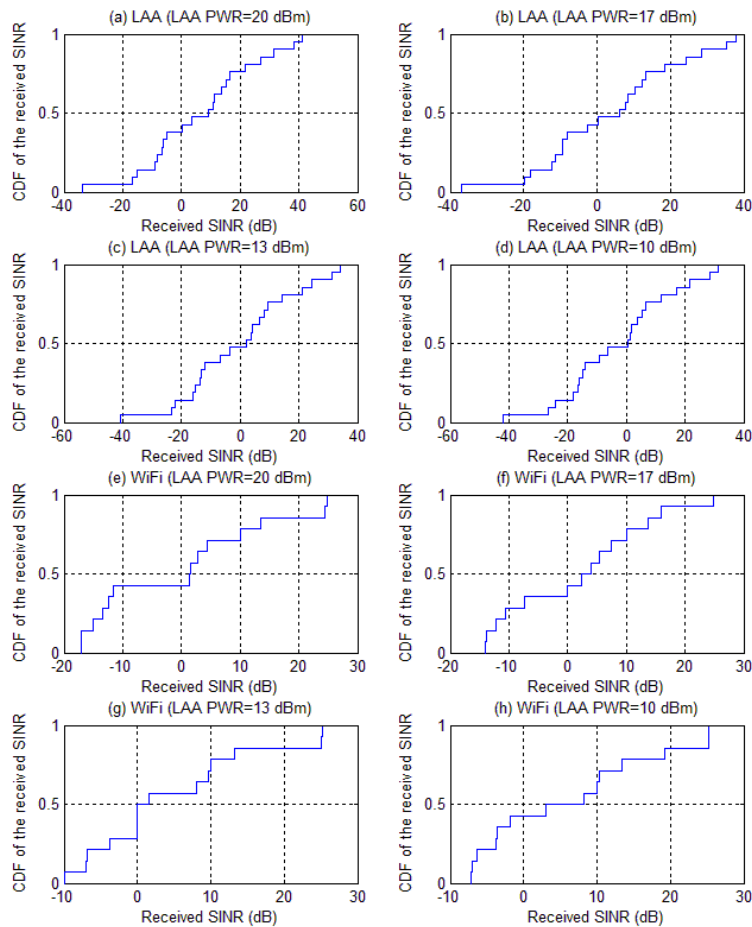 (a) LAA (LAA PWR=20 dBm)
CDF of the received SINR
1
0.5
0
-40 -20 0 20 40 60
Received SINR (dB)
(b) LAA (LAA PWR=17 dBm)
CDF of the received SINR
1
0.5
0
-40 -20 0 20 40
Received SINR (dB)
(c) LAA (LAA PWR=13 dBm)
CDF of the received SINR
1
0.5
0
-60 -40 -20 0 20 40
Received SINR (dB)
(d) LAA (LAA PWR=10 dBm)
CDF of the received SINR
1
0.5
0
-60 -40 -20 0 20 40
Received SINR (dB)
(e) WiFi (LAA PWR=20 dBm)
CDF of the received SINR
1
0.5
0
-20 -10 0 10 20 30
Received SINR (dB)
(f) WiFi (LAA PWR=17 dBm)
CDF of the received SINR
1
0.5
0
-20 -10 0 10 20 30
Received SINR (dB)
(g) WiFi (LAA PWR=13 dBm)
CDF of the received SINR
1
0.5
0
-10 0 10 20 30
Received SINR (dB)
(h) WiFi (LAA PWR=10 dBm)
CDF of the received SINR
1
0.5
0
-10 0 10 20 30
Received SINR (dB)